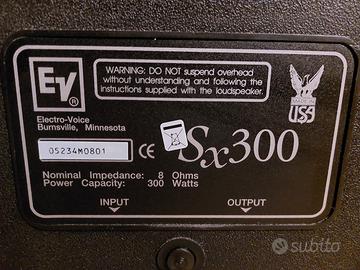 EV®
WARNING: DO NOT suspend overhead
without understanding and following the
instructions supplied with the loudspeaker.
MADE IN
USA
Electro-Voice
Burnsville, Minnesota
05234M0801
CE
Sx300
Nominal Impedance: 8 Ohms
Power Capacity: 300 Watts
INPUT
OUTPUT
subito